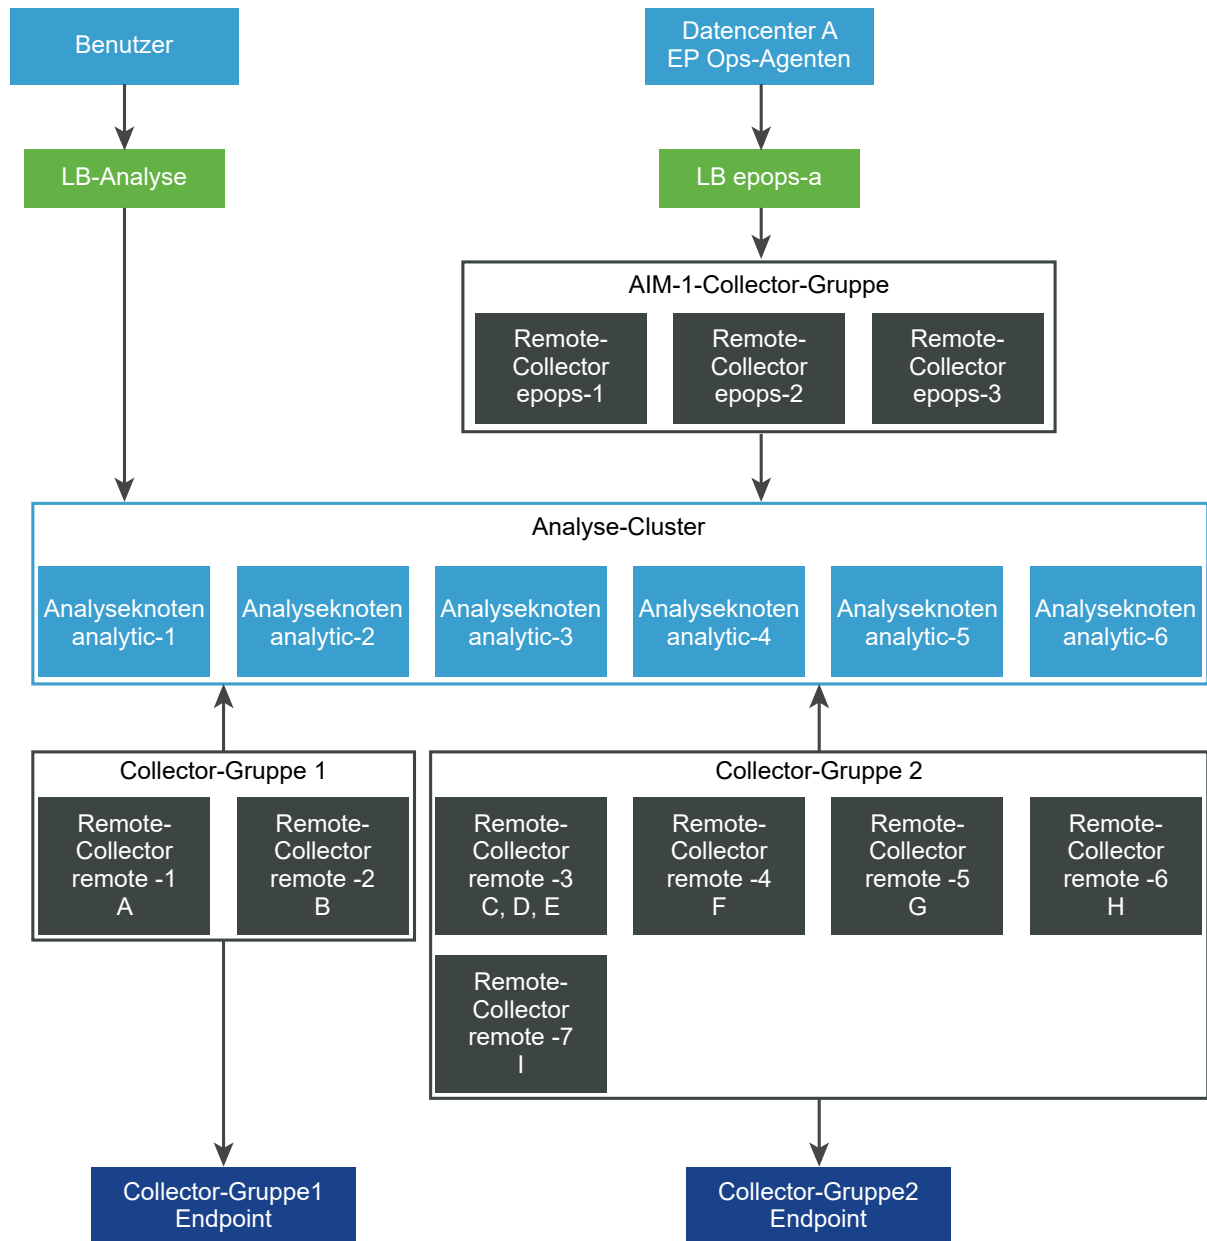 Benutzer
Datencenter A
EP Ops-Agenten
LB-Analyse
LB epops-a
AIM-1-Collector-Gruppe
Remote-
Collector
epops-1
Remote-
Collector
epops-2
Remote-
Collector
epops-3
Analyse-Cluster
Analyseknoten
analytic-1
Analyseknoten
analytic-2
Analyseknoten
analytic-3
Analyseknoten
analytic-4
Analyseknoten
analytic-5
Analyseknoten
analytic-6
Collector-Gruppe 1
Remote-
Collector
remote -1
A
Remote-
Collector
remote -2
B
Collector-Gruppe 2
Remote-
Collector
remote -3
C, D, E
Remote-
Collector
remote -4
F
Remote-
Collector
remote -5
G
Remote-
Collector
remote -6
H
Remote-
Collector
remote -7
I
Collector-Gruppe1
Endpoint
Collector-Gruppe2
Endpoint